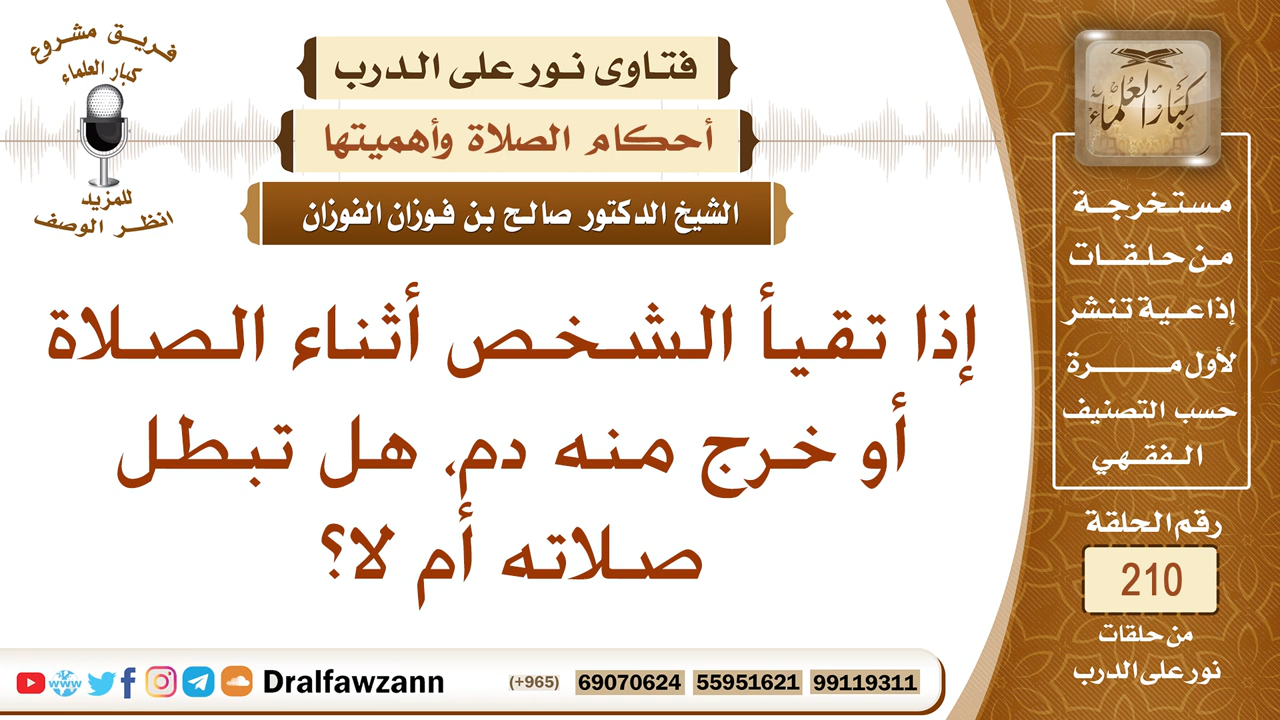 فريق مشروع
كبار العلماء
للمزيد
انظر الوصف
فتاوى نور على الدرب
أحكام الصلاة وأهميتها
الشيخ الدكتور صالح بن فوزان الفوزان
إذا تقيأ الشخص أثناء الصلاة
أو خرج منه دم، هل تبطل
صلاته أم لا؟
كبار العلماء
مستخرجة
من حلقات
إذاعية تنشر
لأول مرة
حسب التصنيف
الفقهي
رقم الحلقة
210
من حلقات
نور على الدرب
www Dralfawzann (+965) 69070624 55951621 99119311